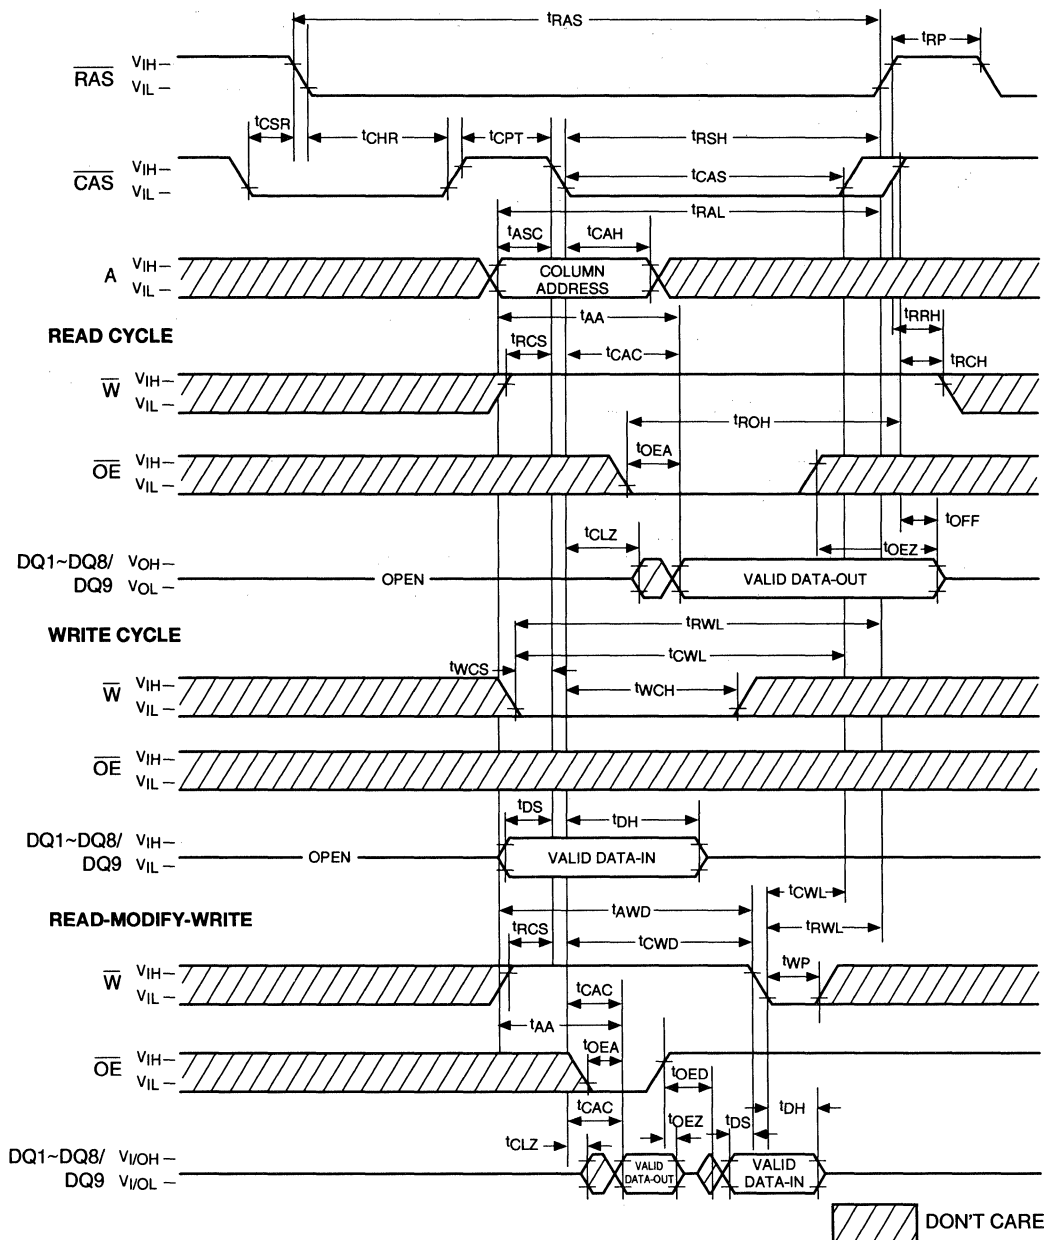 tRAS
tRP
RAS VIH
VIL
tCSR tCHR tCPT tRSH
CAS VIH
VIL
tCAS
tRAL
tASC tCAH
A VIH
VIL
COLUMN
ADDRESS
tAA
tRRH
READ CYCLE
tRCS tCAC
tRCH
W VIH
VIL
tROH
tOEA
OE VIH
VIL
tOFF
tCLZ
tOEZ
DQ1~DQ8/ VOH
DQ9 VOL
OPEN
VALID DATA-OUT
WRITE CYCLE
tRWL
tCWL
tWCS
tWCH
W VIH
VIL
OE VIH
VIL
tDS tDH
DQ1~DQ8/ VIH
DQ9 VIL
OPEN
VALID DATA-IN
tCWL
READ-MODIFY-WRITE
tAWD
tRWL
tRCS tCWD
W VIH
VIL
tWP
tCAC
tAA
tOEA
OE VIH
VIL
tOED
tCAC
tDH
tOEZ tDS
tCLZ
DQ1~DQ8/ VI/OH
DQ9 VI/OL
VALID
DATA-OUT
VALID
DATA-IN
DON'T CARE